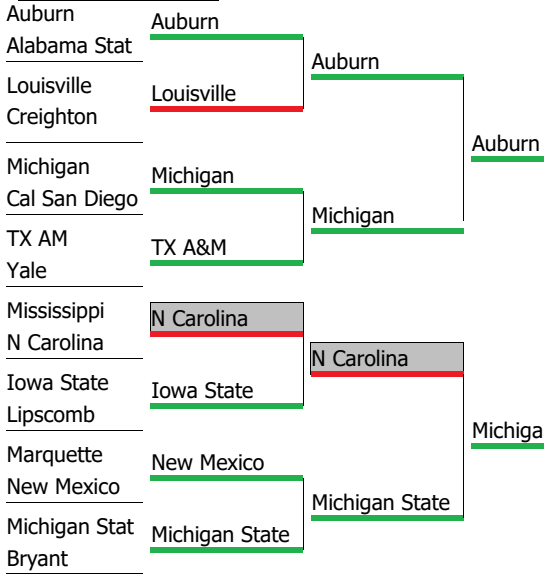 Auburn
Alabama Stat
Louisville
Creighton
Michigan
Cal San Diego
TX AM
Yale
Mississippi
N Carolina
Iowa State
Lipscomb
Marquette
New Mexico
Michigan Stat
Bryant
Auburn
Louisville
Michigan
TX A&M
N Carolina
Iowa State
New Mexico
Michigan State
Auburn
Michigan
N Carolina
Michigan State
Auburn
Michiga